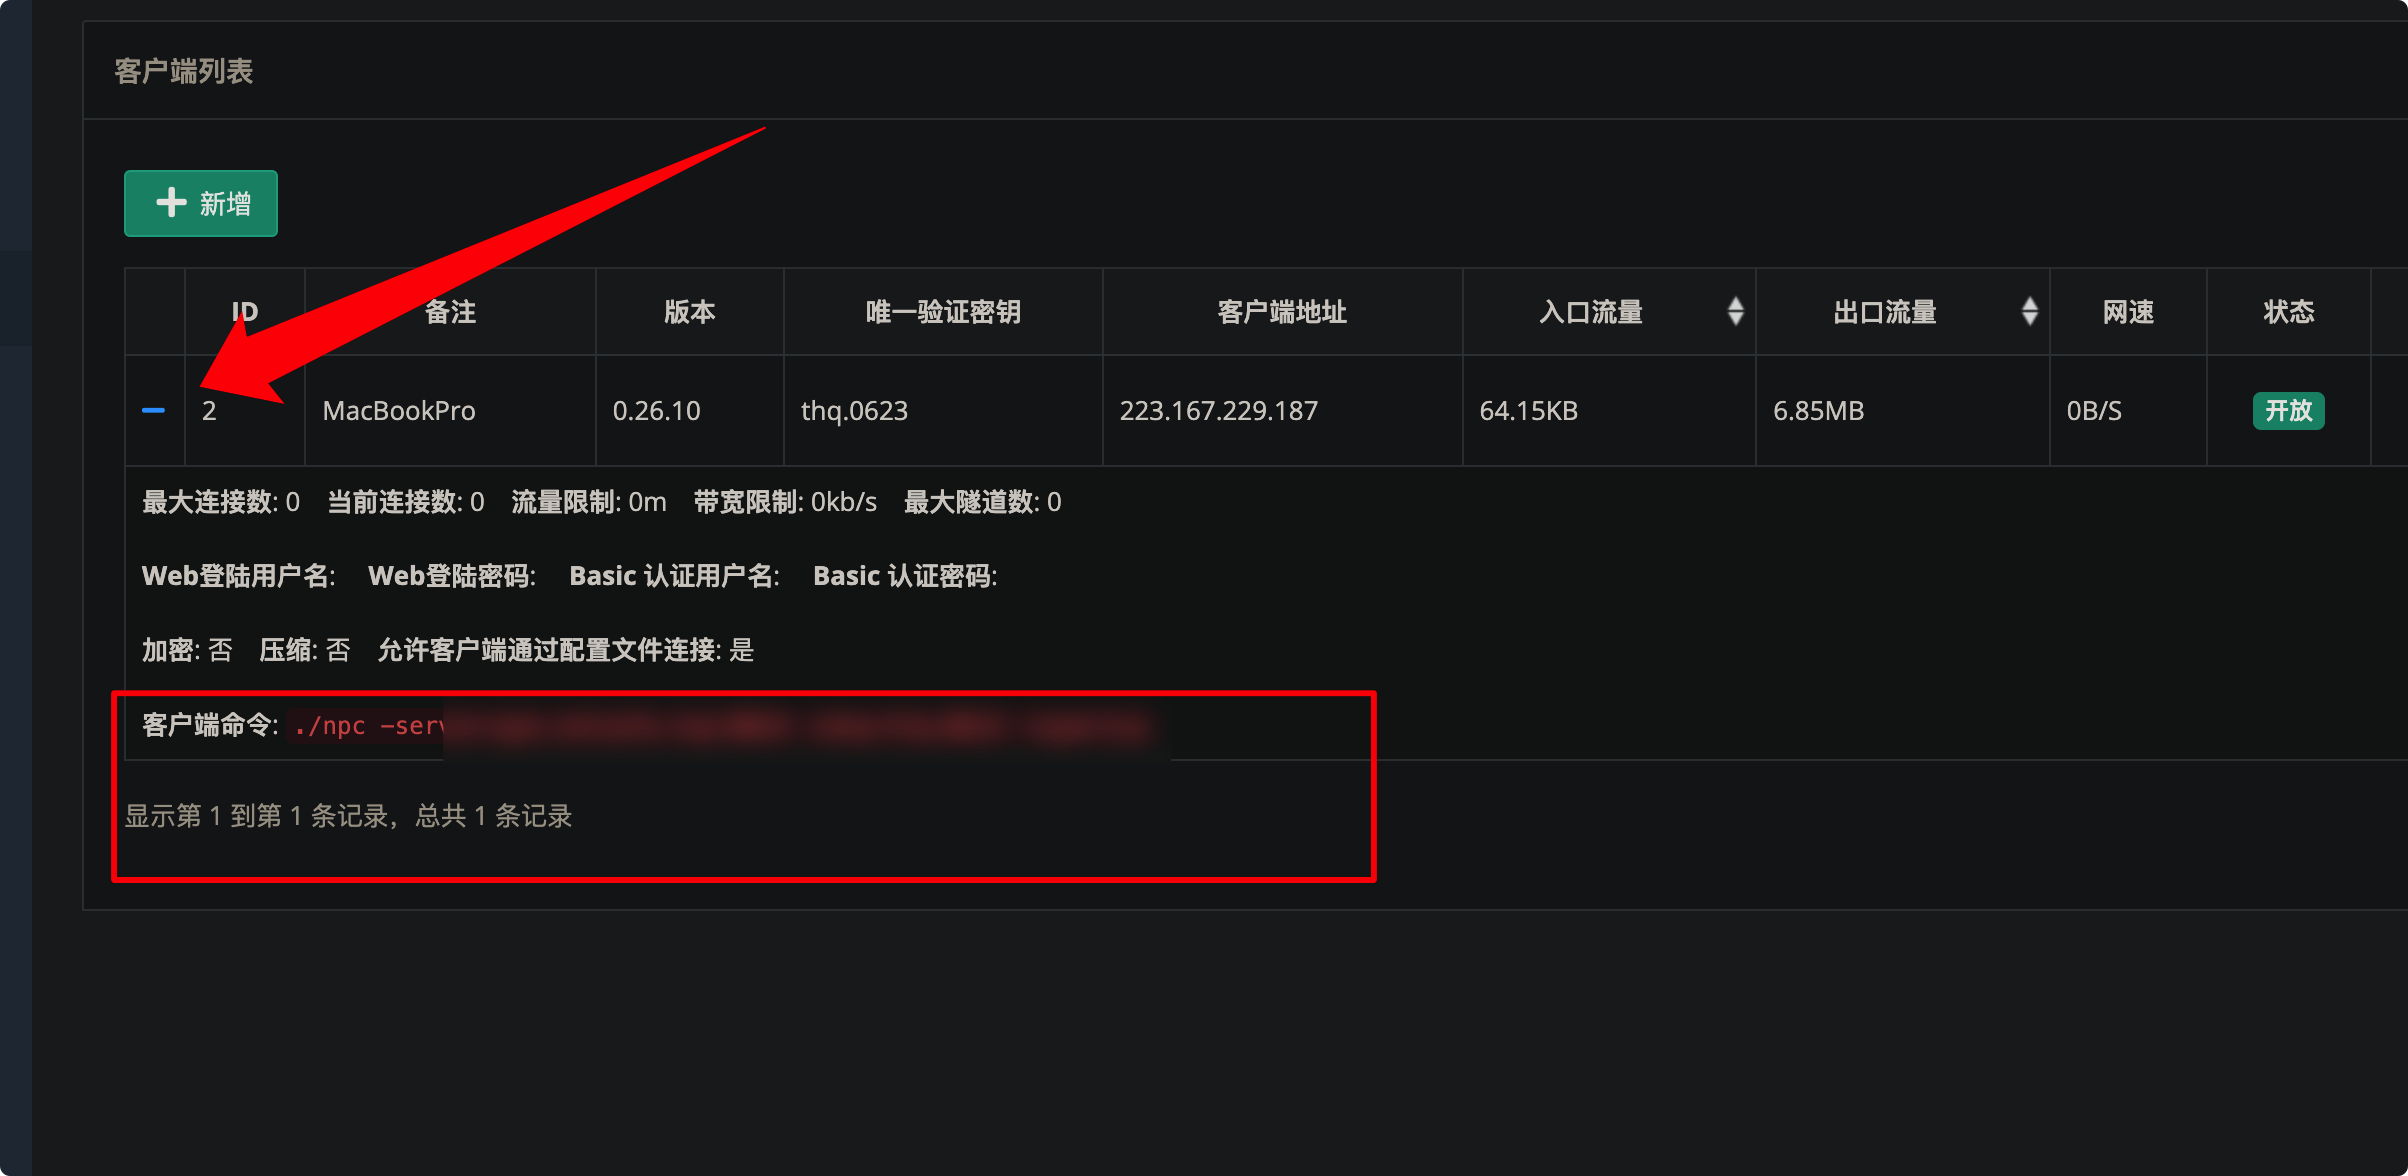 客户端列表
新增
ID 备注 版本 唯一验证密钥 客户端地址 入口流量 出口流量 网速 状态
2 MacBookPro 0.26.10 thq.0623 223.167.229.187 64.15KB 6.85MB 0B/S 开放
最大连接数: 0 当前连接数: 0 流量限制: 0m 带宽限制: 0kb/s 最大隧道数: 0
Web登陆用户名: Web登陆密码: Basic 认证用户名: Basic 认证密码:
加密: 否 压缩: 否 允许客户端通过配置文件连接: 是
客户端命令: ./npc
显示第 1 到第 1 条记录，总共 1 条记录